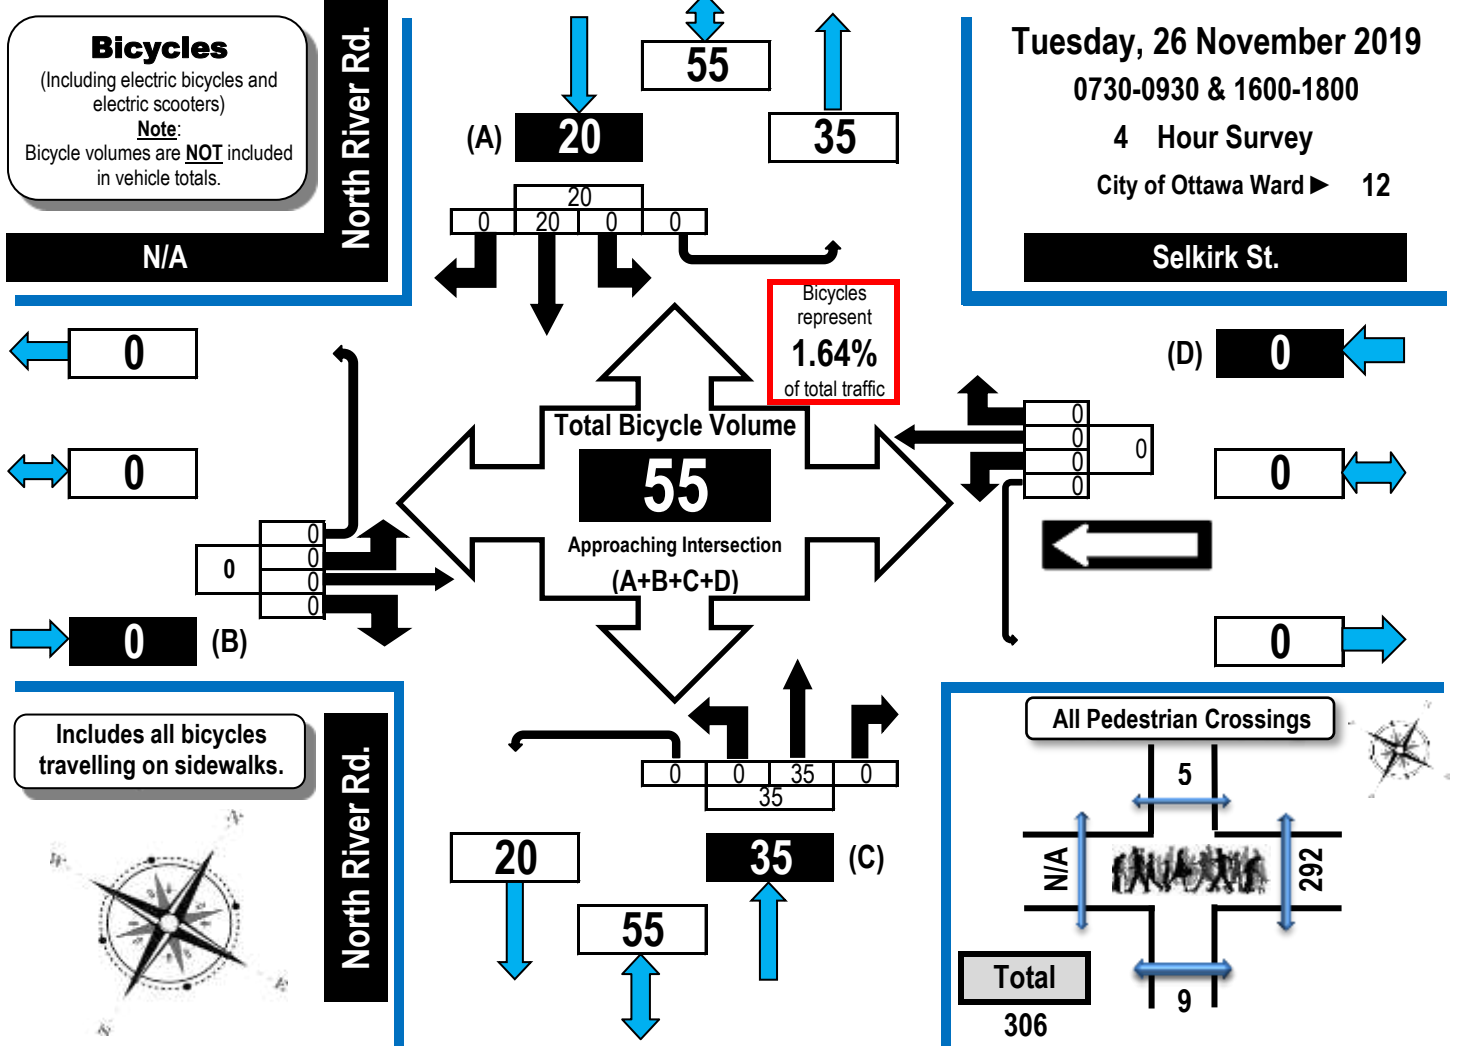 Bicycles
(Including electric bicycles and
electric scooters)
Note:
Bicycle volumes are NOT included
in vehicle totals.
North River Rd.
N/A
55
20
(A)
35
20
0 20 0 0
Tuesday, 26 November 2019
0730-0930 & 1600-1800
4 Hour Survey
City of Ottawa Ward ► 12
Selkirk St.
Bicycles
represent
1.64%
of total traffic
0
0
0
0
0
0
0
0
(B)
Total Bicycle Volume
55
Approaching Intersection
(A+B+C+D)
(D) 0
0
0
0
0
0
0
0
Includes all bicycles
travelling on sidewalks.
North River Rd.
N
W
E
0 0 35 0
35
20
35
(C)
55
All Pedestrian Crossings
5
N/A
292
9
Total
306